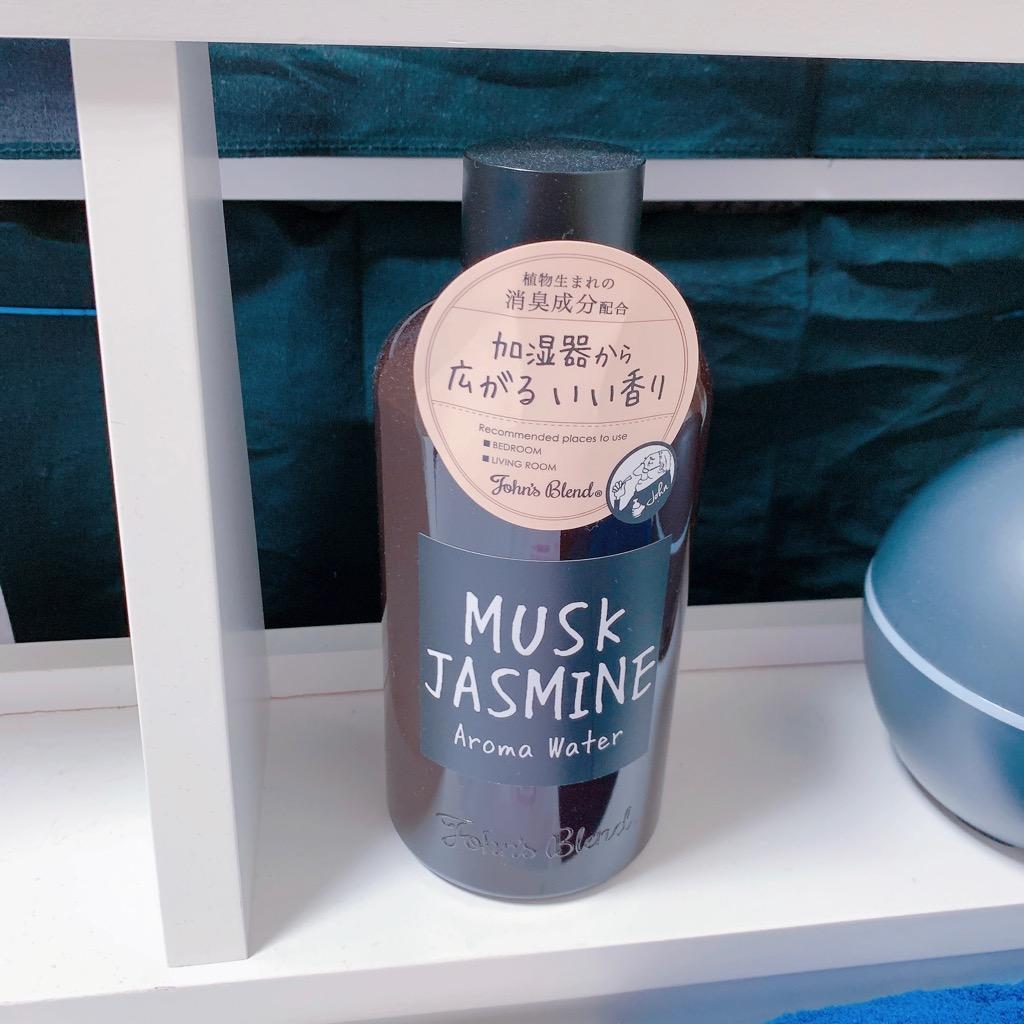 植物生まれの
消臭成分配合
加湿器から
広がる いい香り
Recommended places to use
■ BEDROOM
■ LIVING ROOM
John's Blend®
John
MUSK
JASMINE
Aroma Water
John's Blend